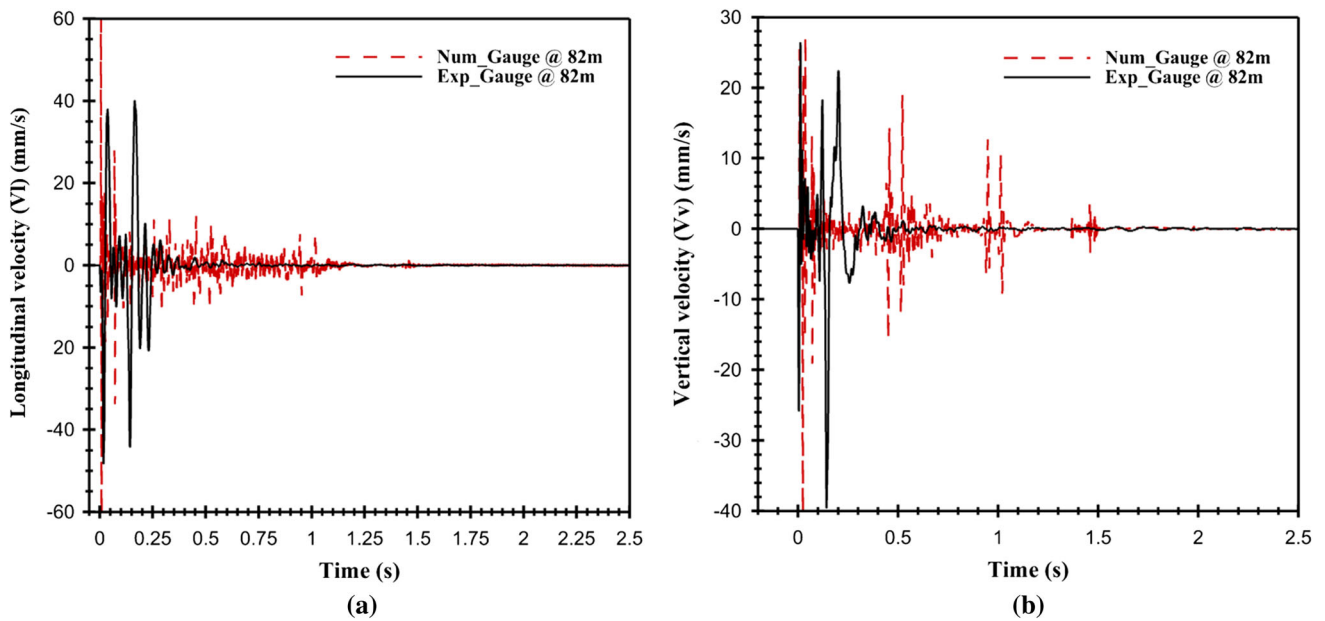 60
40
20
0
20
-40
-60
Longitudinal velocity (Vl) (mm/s)
Num_Gauge @ 82m
Exp_Gauge @ 82m
0 0.25 0.5 0.75 1 1.25 1.5 1.75 2 2.25 2.5
Time (s)
(a)
30
20
10
0
-10
-20
-30
-40
Vertical velocity (Vv) (mm/s)
Num_Gauge @ 82m
Exp_Gauge @ 82m
0 0.5 1 1.5 2 2.5
Time (s)
(b)